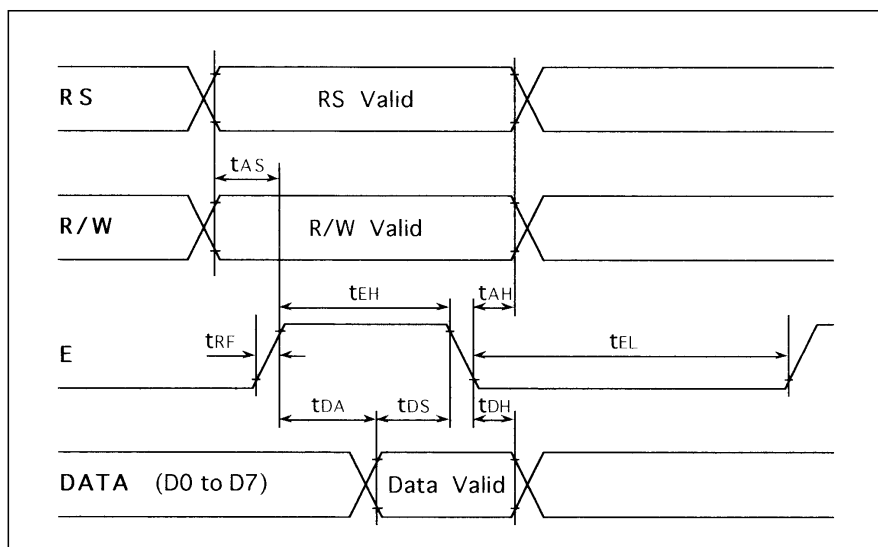 RS RS Valid
tAS
R/W R/W Valid
tEH tAH
E tRF tEL
tDA tDS tDH
DATA (D0 to D7) Data Valid